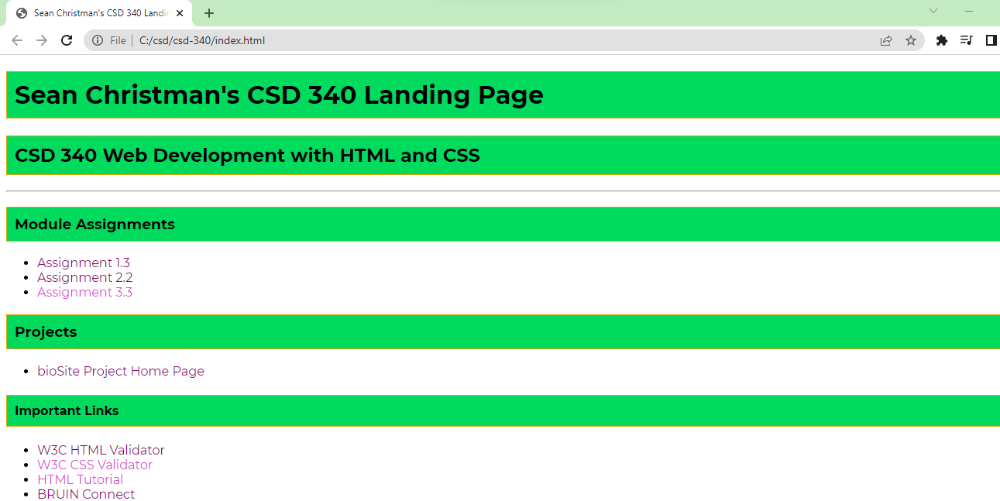 Sean Christman's CSD 340 Landin
File C:/csd/csd-340/index.html
Sean Christman's CSD 340 Landing Page
CSD 340 Web Development with HTML and CSS
Module Assignments
Assignment 1.3
Assignment 2.2
Assignment 3.3
Projects
bioSite Project Home Page
Important Links
W3C HTML Validator
W3C CSS Validator
HTML Tutorial
BRUIN Connect